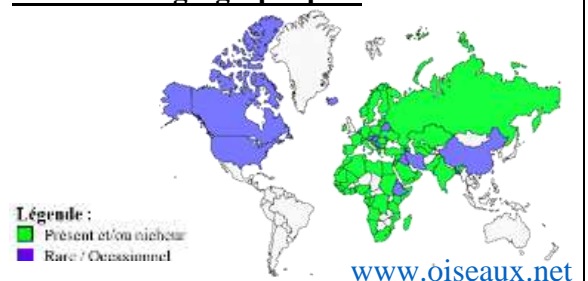 Légende :
Présent et/ou nicheur
Rare / Occasionnel
www.oiseaux.net